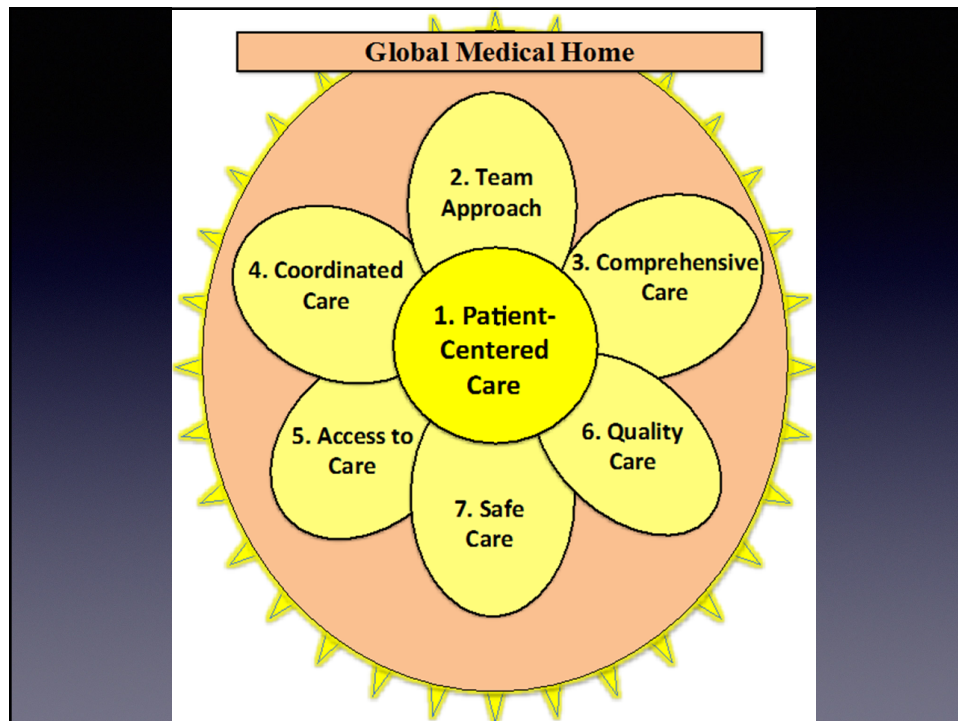 Global Medical Home
2. Team
Approach
4. Coordinated
Care
3. Comprehensive
Care
1. Patient-
Centered
Care
5. Access to
Care
6. Quality
Care
7. Safe
Care